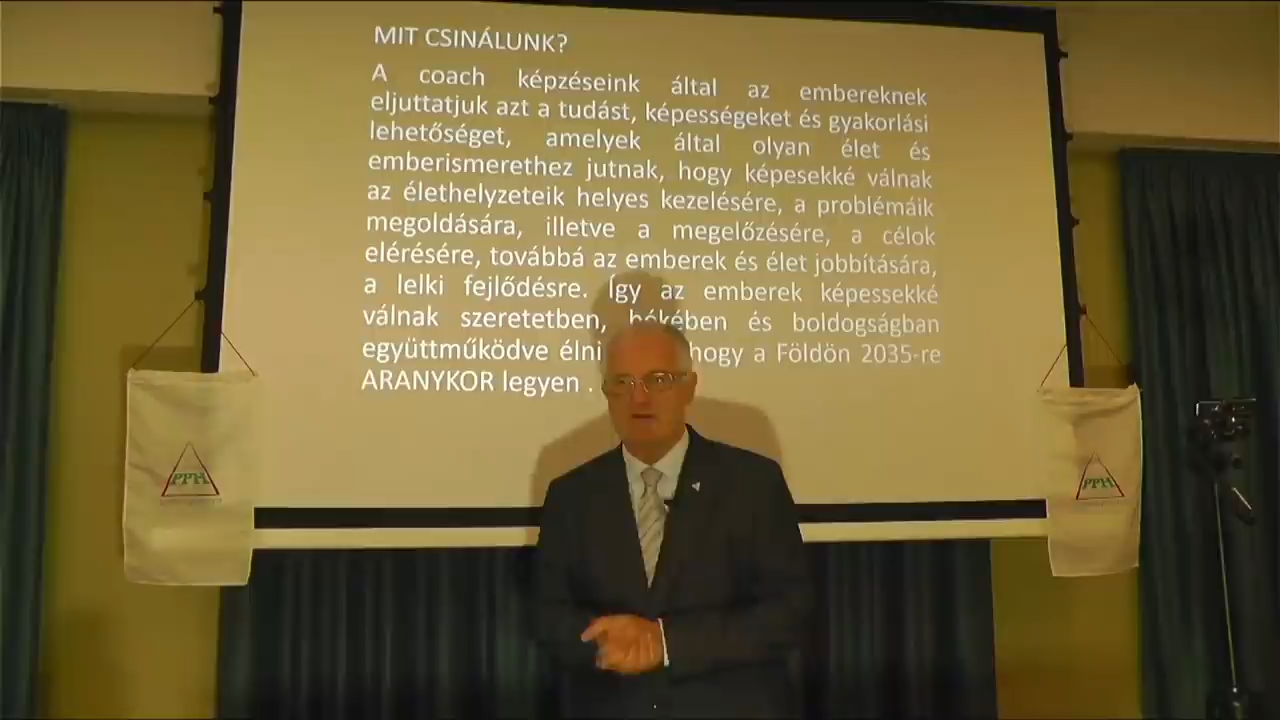 MIT CSINÁLUNK?
A coach képzéseink által az embereknek
eljuttatjuk azt a tudást, képességeket és gyakorlási
lehetőséget, amelyek által olyan élet és
emberismerethez jutnak, hogy képesekké válnak
az élethelyzeteik helyes kezelésére, a problémáik
megoldására, illetve a megelőzésére, a célok
elérésére, továbbá az emberek és élet jobbítására,
a lelki fejlődésre. Így az emberek képessekké
válnak szeretetben, békében és boldogságban
együttműködve élni hogy a Földön 2035-re
ARANYKOR legyen .
PPH
PPH